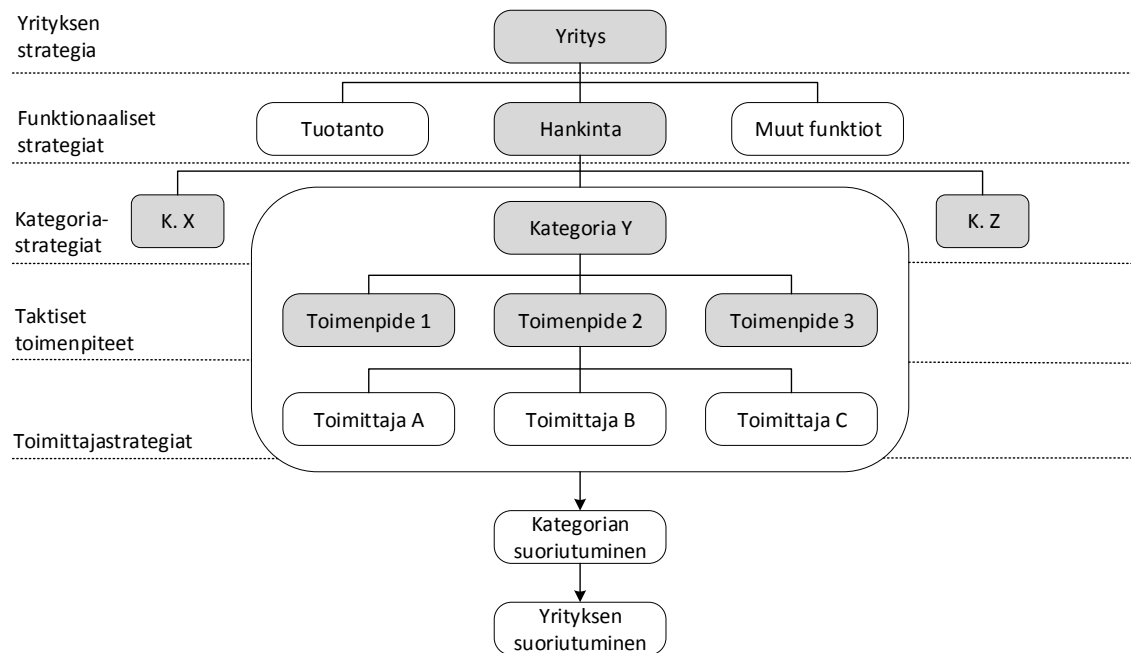 Yrityksen
strategia
Yritys
Funktionaaliset
strategiat
Tuotanto
Hankinta
Muut funktiot
Kategoria-
strategiat
K. X
Kategoria Y
K. Z
Taktiset
toimenpiteet
Toimenpide 1
Toimenpide 2
Toimenpide 3
Toimittajastrategiat
Toimittaja A
Toimittaja B
Toimittaja C
Kategorian
suoriutuminen
Yrityksen
suoriutuminen